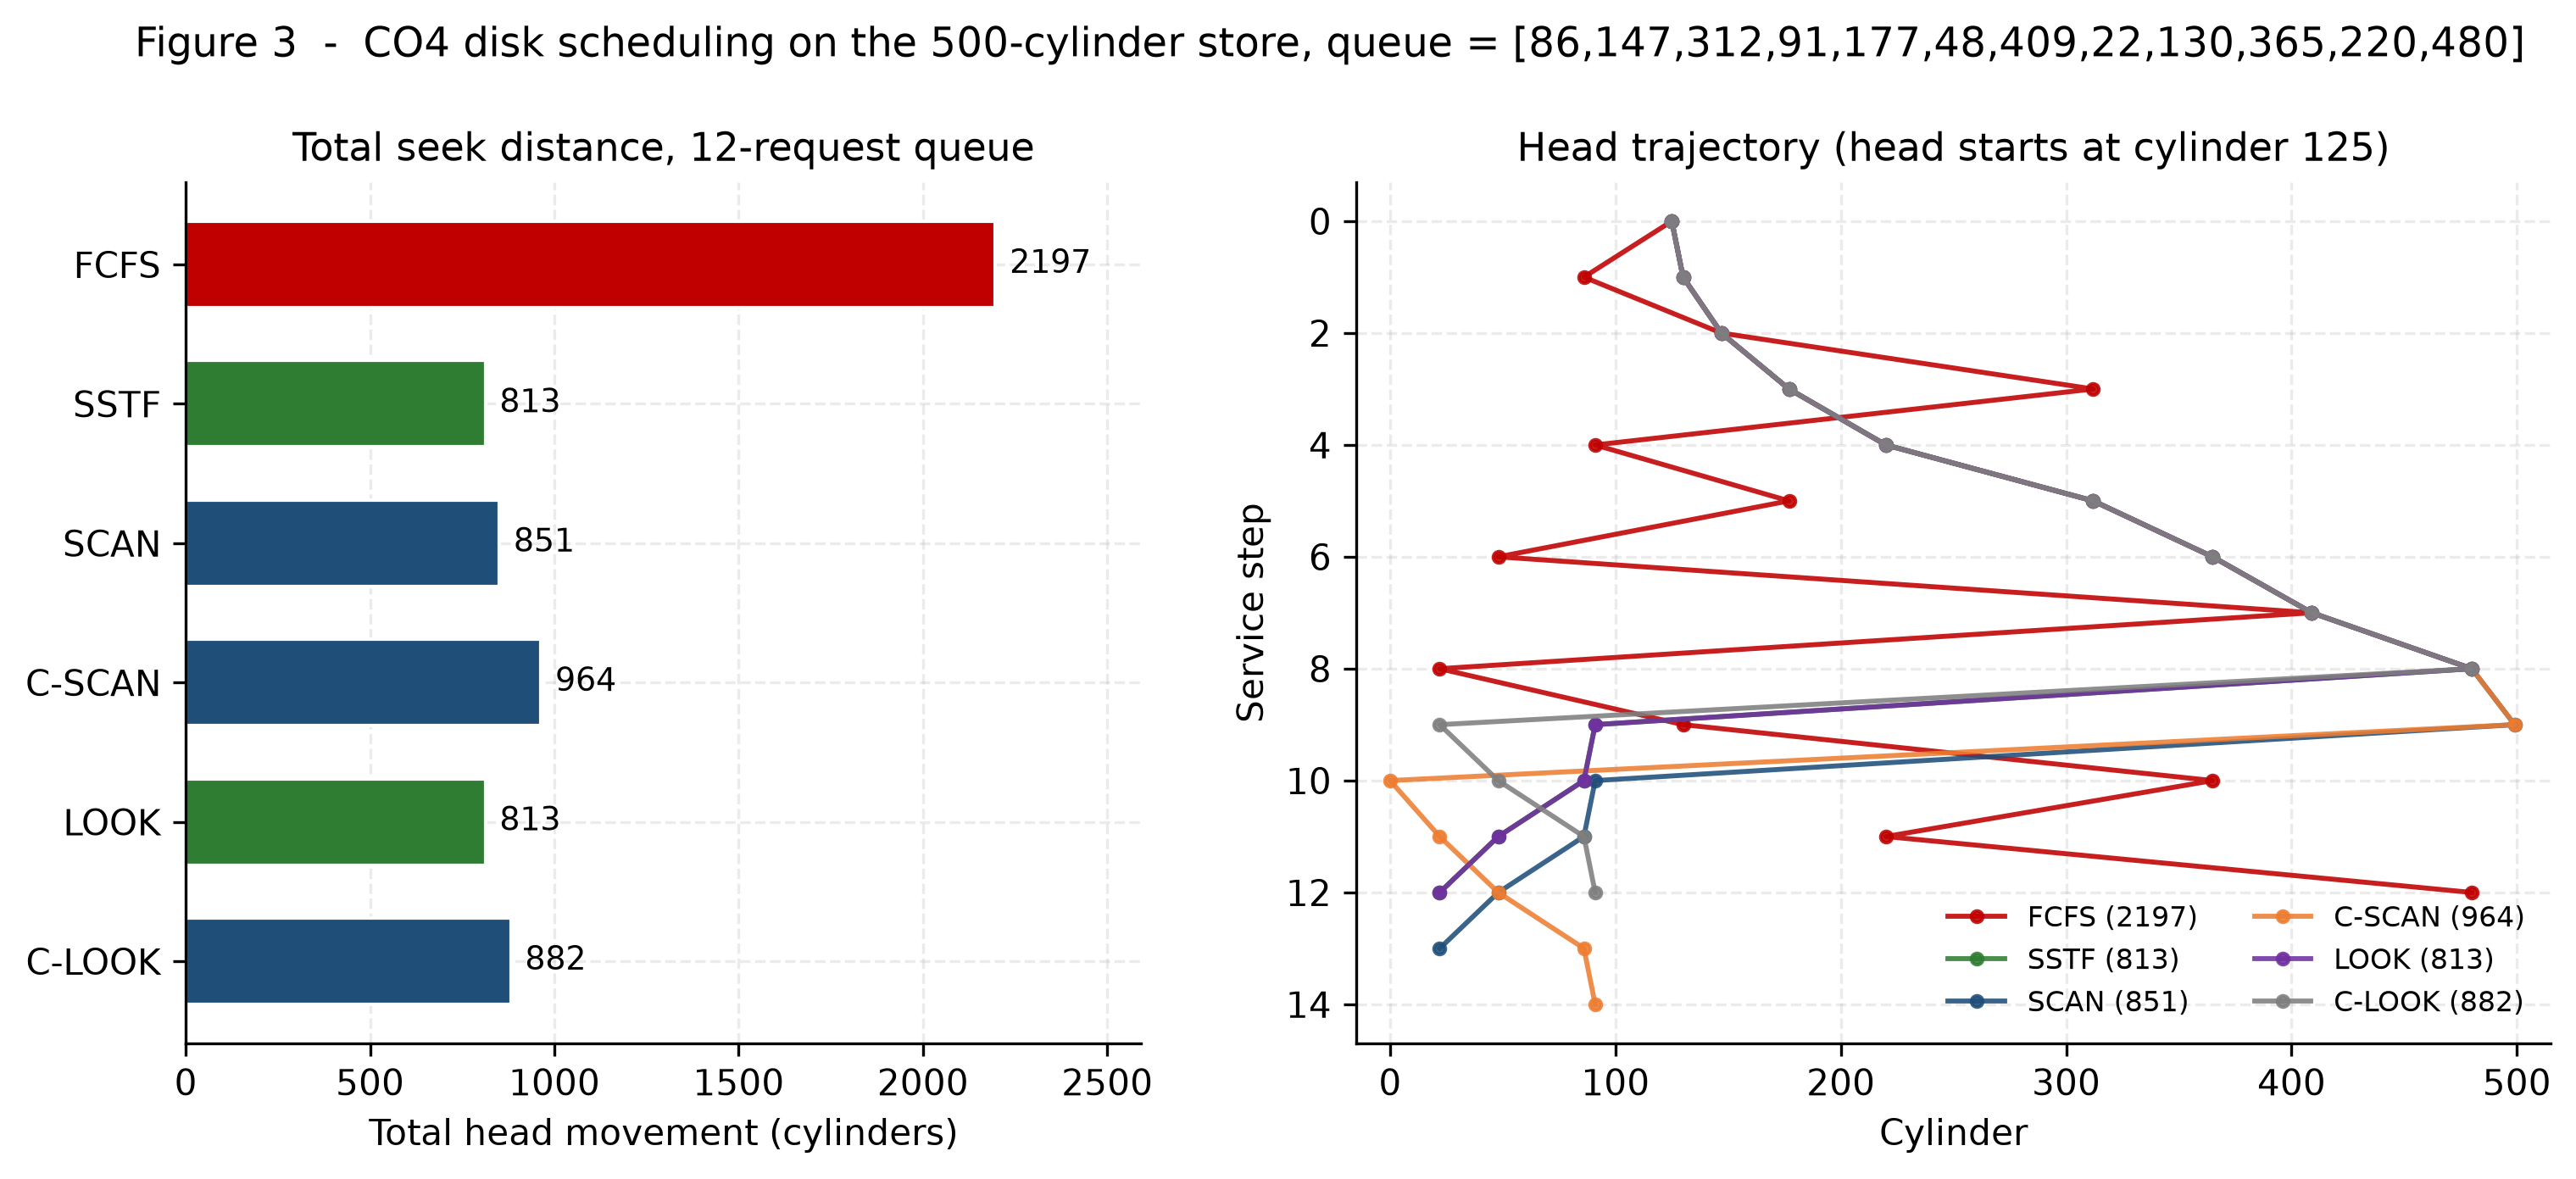 Figure 3  -  CO4 disk scheduling on the 500-cylinder store, queue = [86,147,312,91,177,48,409,22,130,365,220,480]
Total seek distance, 12-request queue
FCFS
2197
SSTF
813
SCAN
851
C-SCAN
964
LOOK
813
C-LOOK
882
0
500
1000
1500
2000
2500
Total head movement (cylinders)
Head trajectory (head starts at cylinder 125)
Service step
0
2
4
6
8
10
12
14
FCFS (2197)
SSTF (813)
SCAN (851)
C-SCAN (964)
LOOK (813)
C-LOOK (882)
0
100
200
300
400
500
Cylinder